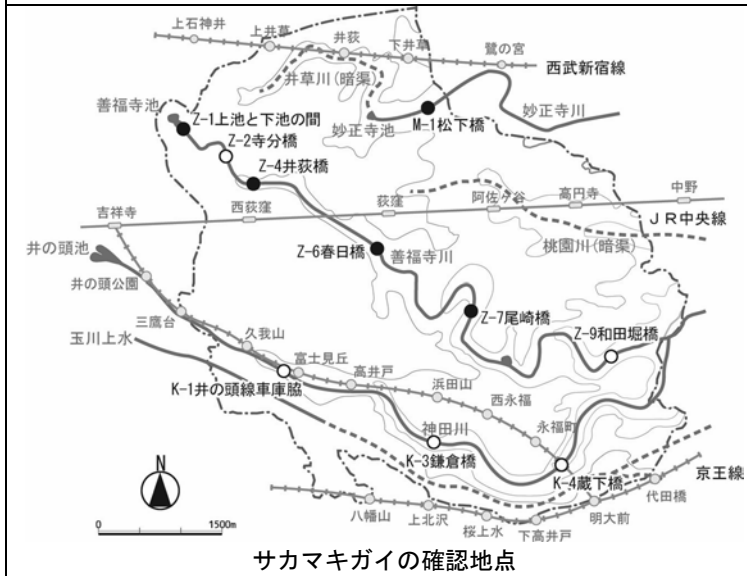 上石神井
上井草
井荻
下井草
鷺の宮
西武新宿線
井草川(暗渠)
善福寺池
Z-1上池と下池の間
妙正寺池
M-1松下橋
妙正寺川
Z-2寺分橋
Z-4井荻橋
吉祥寺
西荻窪
荻窪
阿佐ヶ谷
高円寺
中野
JR中央線
桃園川(暗渠)
井の頭池
井の頭公園
Z-6春日橋
善福寺川
三鷹台
Z-7尾崎橋
Z-9和田堀橋
玉川上水
久我山
富士見丘
高井戸
浜田山
西永福
永福町
K-1井の頭線車庫脇
神田川
K-3鎌倉橋
K-4蔵下橋
京王線
N
0
1500m
八幡山
上北沢
桜上水
下高井戸
明大前
代田橋
サカマキガイの確認地点